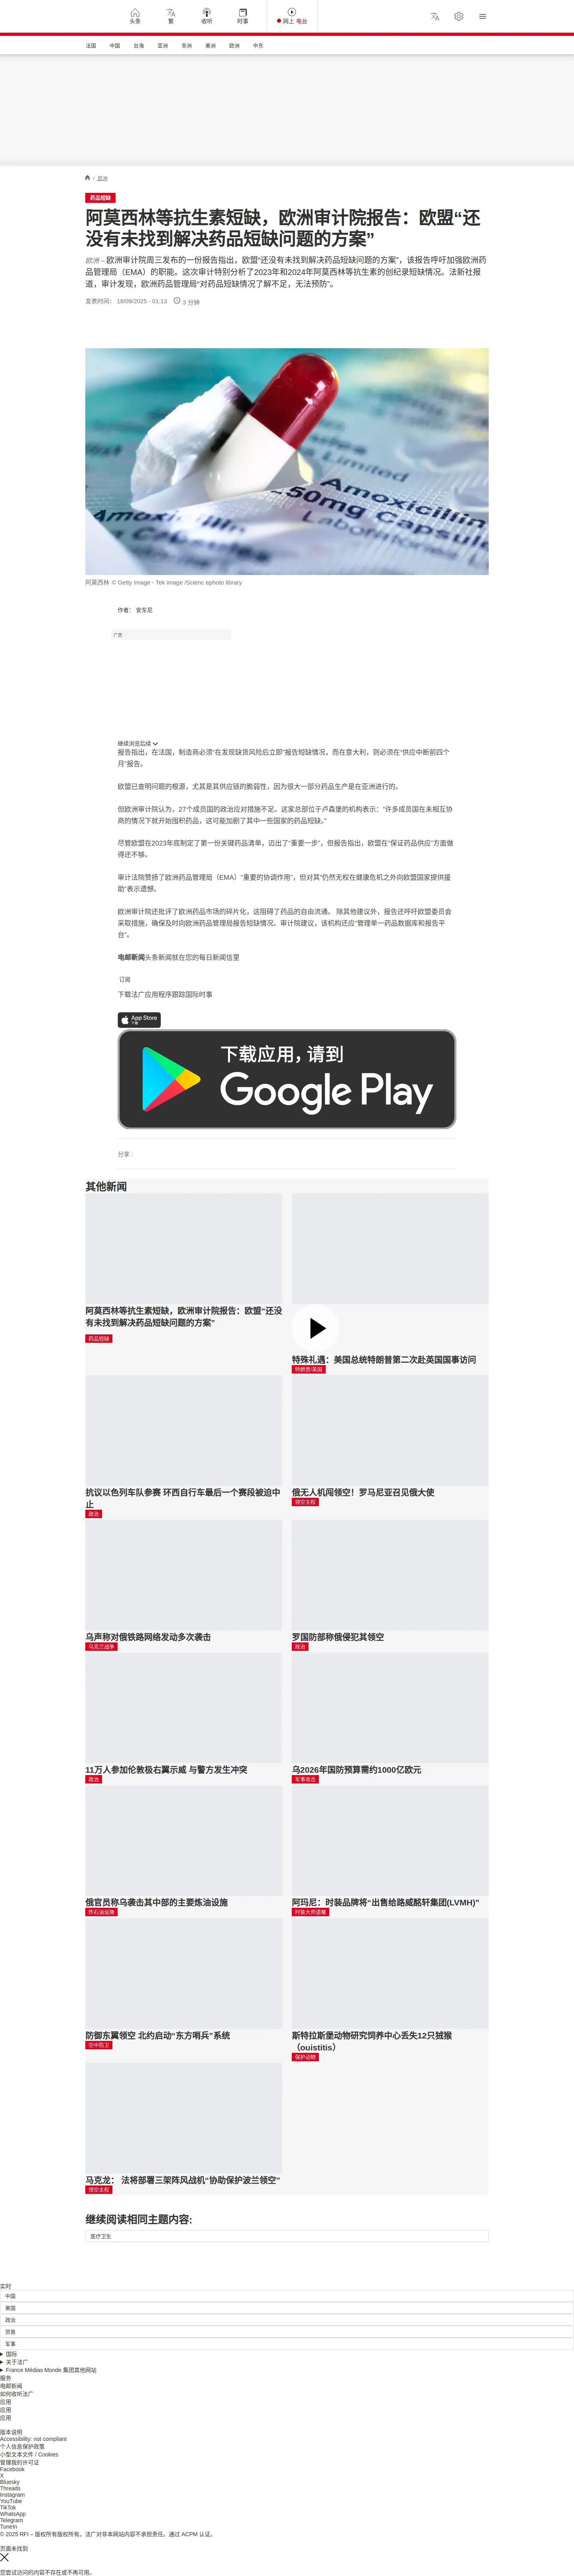 头条
繁
收听
时事
网上 电台
法国 中国 台海 亚洲 非洲 美洲 欧洲 中东
/ 欧洲
药品短缺
阿莫西林等抗生素短缺，欧洲审计院报告：欧盟“还
没有未找到解决药品短缺问题的方案”
欧洲 – 欧洲审计院周三发布的一份报告指出，欧盟“还没有未找到解决药品短缺问题的方案”，该报告呼吁加强欧洲药
品管理局（EMA）的职能。这次审计特别分析了2023年和2024年阿莫西林等抗生素的创纪录短缺情况。法新社报
道，审计发现，欧洲药品管理局“对药品短缺情况了解不足，无法预防”。
发表时间： 18/09/2025 - 01:13 3 分钟
Amoxicillin
50mg Capsules
Amoxic
阿莫西林 © Getty Image - Tek image /Scienc ephoto library
作者： 安东尼
广告
继续浏览后续
报告指出，在法国，制造商必须“在发现缺货风险后立即”报告短缺情况，而在意大利，则必须在“供应中断前四个
月”报告。
欧盟已查明问题的根源，尤其是其供应链的脆弱性，因为很大一部分药品生产是在亚洲进行的。
但欧洲审计院认为，27个成员国的政治应对措施不足。这家总部位于卢森堡的机构表示：“许多成员国在未相互协
商的情况下就开始囤积药品，这可能加剧了其中一些国家的药品短缺。”
尽管欧盟在2023年底制定了第一份关键药品清单，迈出了“重要一步”，但报告指出，欧盟在“保证药品供应”方面做
得还不够。
审计法院赞扬了欧洲药品管理局（EMA）“重要的协调作用”，但对其“仍然无权在健康危机之外向欧盟国家提供援
助”表示遗憾。
欧洲审计院还批评了欧洲药品市场的碎片化，这阻碍了药品的自由流通。 除其他建议外，报告还呼吁欧盟委员会
采取措施，确保及时向欧洲药品管理局报告短缺情况。审计院建议，该机构还应“管理单一药品数据库和报告平
台”。
电邮新闻头条新闻就在您的每日新闻信里
订阅
下载法广应用程序跟踪国际时事
App Store
下载
下载应用，请到
Google Play
分享 :
其他新闻
阿莫西林等抗生素短缺，欧洲审计院报告：欧盟“还没
有未找到解决药品短缺问题的方案”
药品短缺
特殊礼遇：美国总统特朗普第二次赴英国国事访问
特朗普/英国
抗议以色列车队参赛 环西自行车最后一个赛段被迫中
止
政治
俄无人机闯领空！罗马尼亚召见俄大使
领空主权
乌声称对俄铁路网络发动多次袭击
乌克兰战争
罗国防部称俄侵犯其领空
政治
11万人参加伦敦极右翼示威 与警方发生冲突
政治
乌2026年国防预算需约1000亿欧元
军事攻击
俄官员称乌袭击其中部的主要炼油设施
炸石油设施
阿玛尼：时装品牌将“出售给路威酩轩集团(LVMH)”
时装大师遗嘱
防御东翼领空 北约启动“东方哨兵”系统
空中防卫
斯特拉斯堡动物研究饲养中心丢失12只狨猴
（ouistitis）
保护动物
马克龙： 法将部署三架阵风战机“协助保护波兰领空”
领空主权
继续阅读相同主题内容:
医疗卫生
实时
中国
美国
政治
贸易
军事
国际
关于法广
France Médias Monde 集团其他网站
服务
电邮新闻
如何收听法广
应用
应用
应用
版本说明
Accessibility: not compliant
个人信息保护政策
小型文本文件 / Cookies
管理我的许可证
Facebook
X
Bluesky
Threads
Instagram
YouTube
TikTok
WhatsApp
Telegram
TuneIn
© 2025 RFI – 版权所有版权所有。法广对非本网站内容不承担责任。通过 ACPM 认证。
页面未找到
您尝试访问的内容不存在或不再可用。